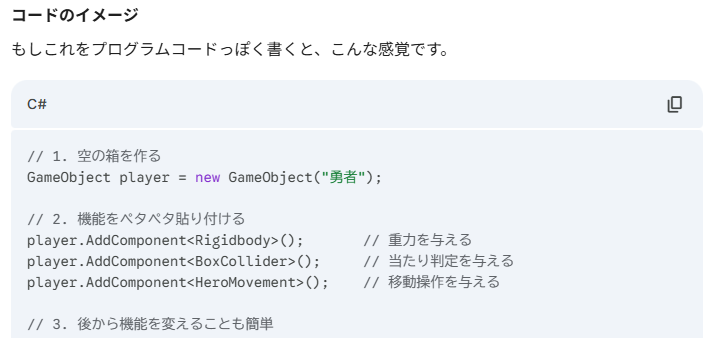 コードのイメージ
もしこれをプログラムコードっぽく書くと、こんな感覚です。
C#
// 1. 空の箱を作る
GameObject player = new GameObject("勇者");
// 2. 機能をペタペタ貼り付ける
player.AddComponent<Rigidbody>();       // 重力を与える
player.AddComponent<BoxCollider>();     // 当たり判定を与える
player.AddComponent<HeroMovement>();    // 移動操作を与える
// 3. 後から機能を変えることも簡単